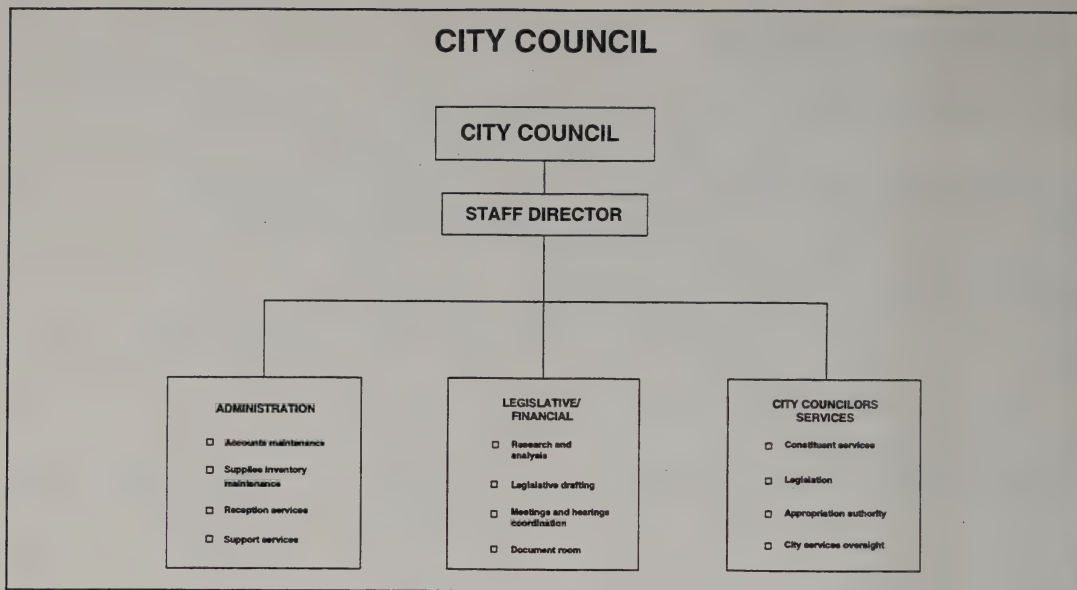 CITY COUNCIL
CITY COUNCIL
STAFF DIRECTOR
ADMINISTRATION
Accounts maintenance
Supplies inventory
maintenance
Reception services
Support services
LEGISLATIVE/
FINANCIAL
Research and
analysis
Legislative drafting
Meetings and hearings
coordination
Document room
CITY COUNCILORS
SERVICES
Constituent services
Legislation
Appropriation authority
City services oversight